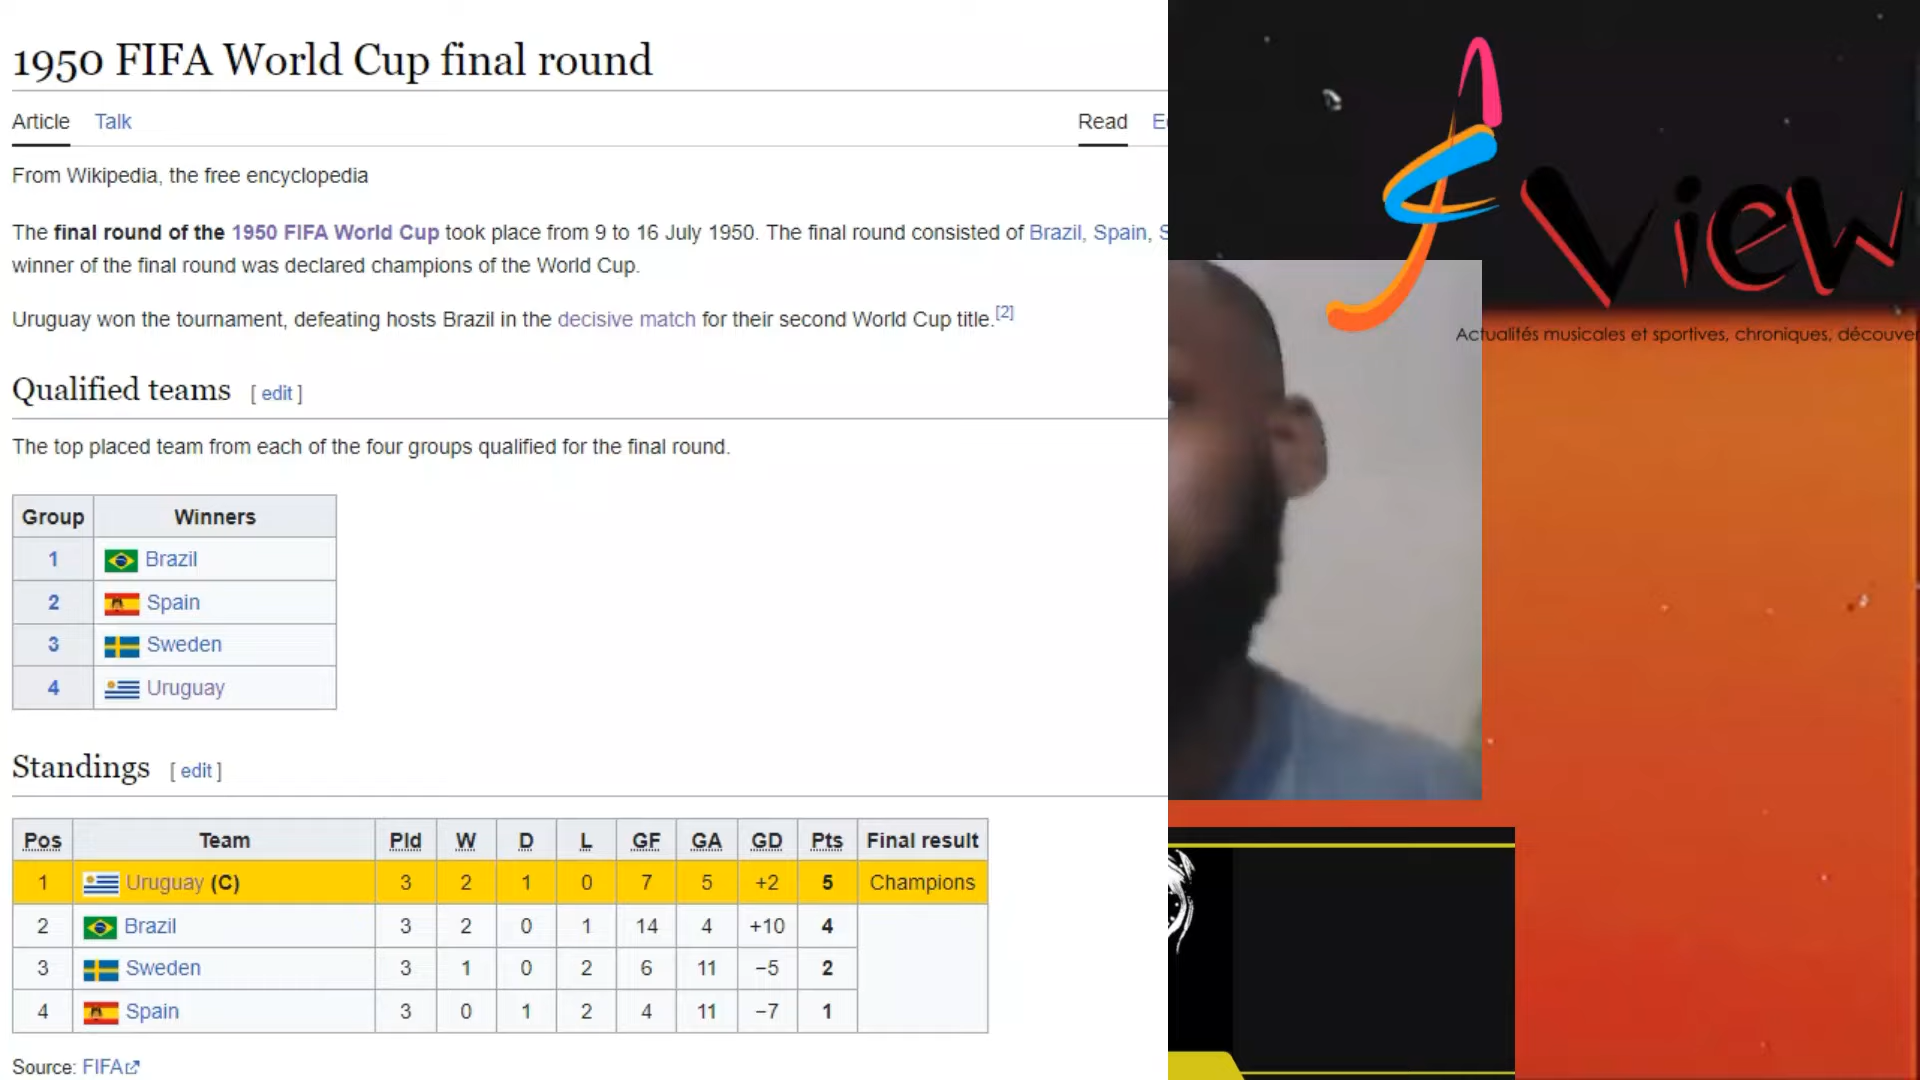 1950 FIFA World Cup final round
Article Talk Read
From Wikipedia, the free encyclopedia
The final round of the 1950 FIFA World Cup took place from 9 to 16 July 1950. The final round consisted of Brazil, Spain, S
winner of the final round was declared champions of the World Cup.
Uruguay won the tournament, defeating hosts Brazil in the decisive match for their second World Cup title.[2]
Qualified teams [ edit ]
The top placed team from each of the four groups qualified for the final round.
Group Winners
1 Brazil
2 Spain
3 Sweden
4 Uruguay
Standings [ edit ]
Pos Team Pld W D L GF GA GD Pts Final result
1 Uruguay (C) 3 2 1 0 7 5 +2 5 Champions
2 Brazil 3 2 0 1 14 4 +10 4
3 Sweden 3 1 0 2 6 11 −5 2
4 Spain 3 0 1 2 4 11 −7 1
Source: FIFA
View
Actualités musicales et sportives, chroniques, découver